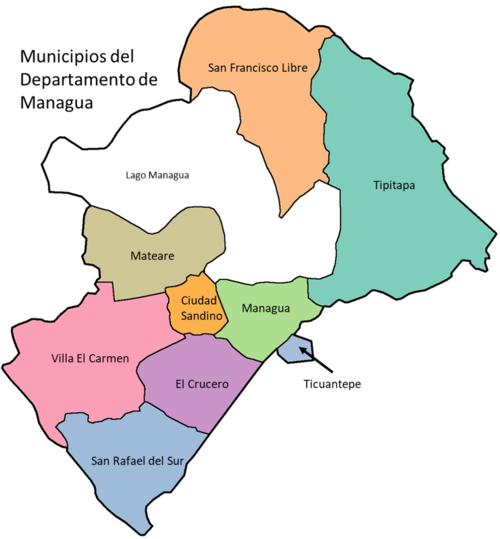 Municipios del
Departamento de
Managua
San Francisco Libre
Lago Managua
Tipitapa
Mateare
Ciudad
Sandino
Managua
Villa El Carmen
El Crucero
Ticuantepe
San Rafael del Sur